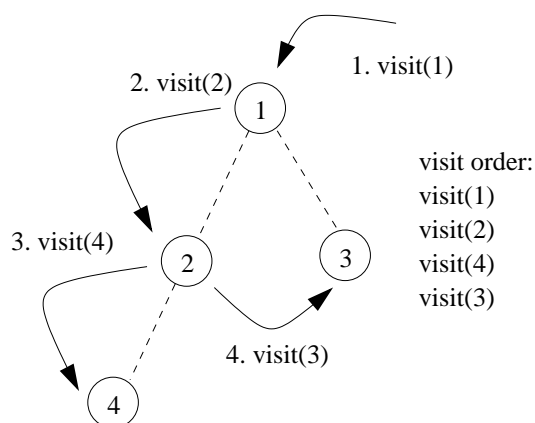 1. visit(1)
2. visit(2)
1
visit order:
visit(1)
visit(2)
visit(4)
visit(3)
3. visit(4)
2
3
4. visit(3)
4